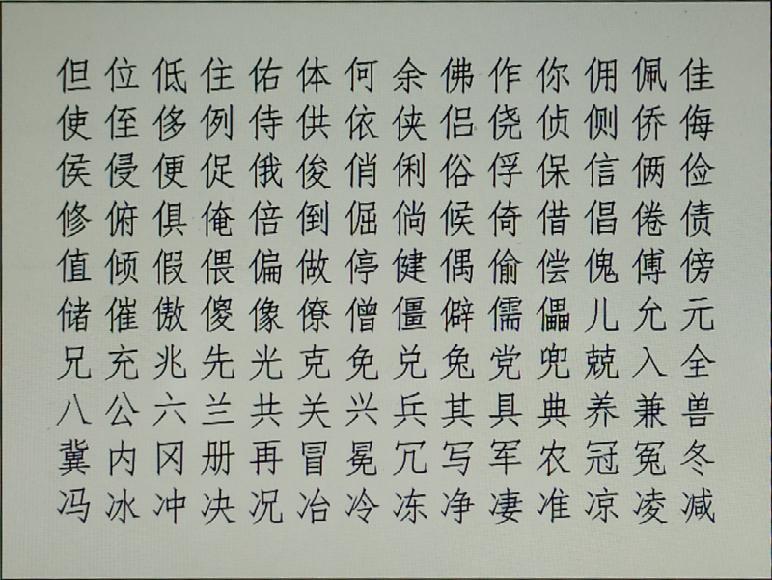 但位低住佑体何余佛作你佣佩佳
使侄侈例侍供依侠侣侥侦侧侨侮
侯侵便促俄俊俏俐俗俘保信俩俭
修俯俱俺倍倒倔倘候倚借倡倦债
值倾假偎偏做停健偶偷偿傀傅傍
储催傲傻像僚僧僵僻儒儡儿允元
兄充兆先光克免兑兔党兜兢入全
八公六兰共关兴兵其具典养兼兽
冀内冈册再冒冕冗写军农冠冤冬
冯冰冲决况冶冷冻净凄准凉凌减